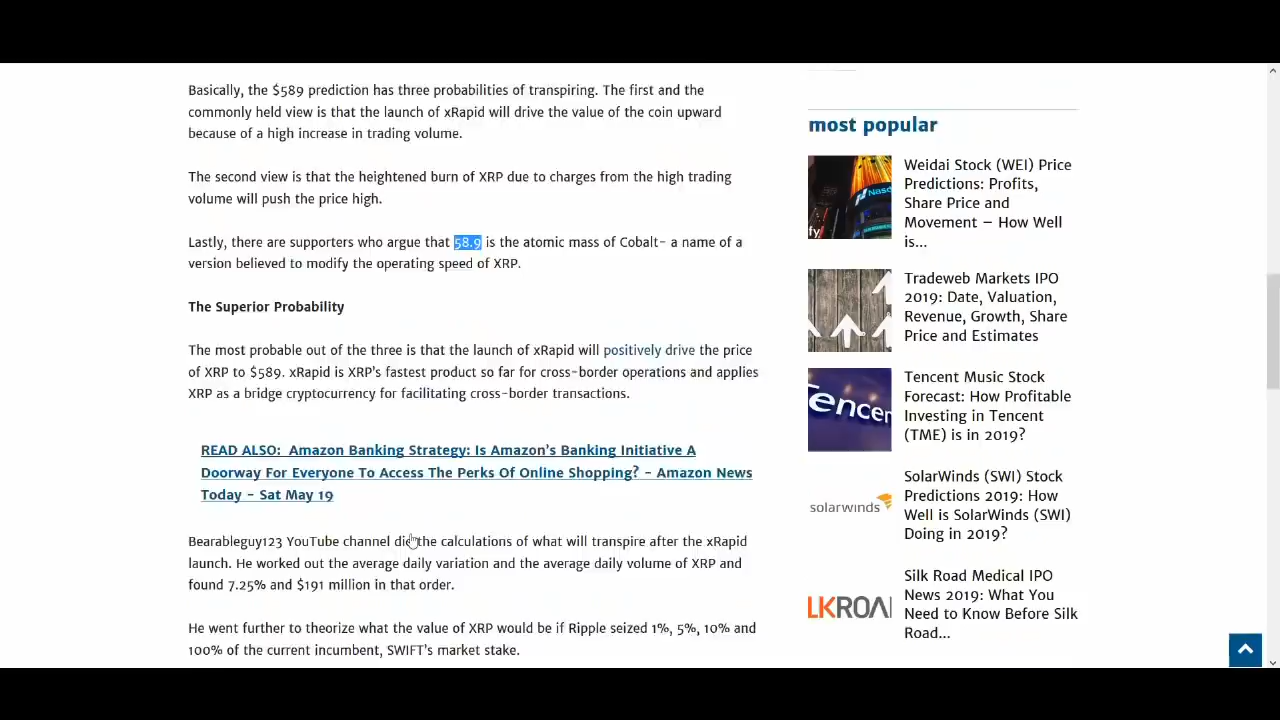 Basically, the $589 prediction has three probabilities of transpiring. The first and the
commonly held view is that the launch of xRapid will drive the value of the coin upward
because of a high increase in trading volume.
The second view is that the heightened burn of XRP due to charges from the high trading
volume will push the price high.
Lastly, there are supporters who argue that 58.9 is the atomic mass of Cobalt- a name of a
version believed to modify the operating speed of XRP.
The Superior Probability
The most probable out of the three is that the launch of xRapid will positively drive the price
of XRP to $589. xRapid is XRP's fastest product so far for cross-border operations and applies
XRP as a bridge cryptocurrency for facilitating cross-border transactions.
READ ALSO: Amazon Banking Strategy: Is Amazon's Banking Initiative A
Doorway For Everyone To Access The Perks Of Online Shopping? - Amazon News
Today - Sat May 19
Bearableguy123 YouTube channel did the calculations of what will transpire after the xRapid
launch. He worked out the average daily variation and the average daily volume of XRP and
found 7.25% and $191 million in that order.
He went further to theorize what the value of XRP would be if Ripple seized 1%, 5%, 10% and
100% of the current incumbent, SWIFT's market stake.
most popular
Nasd
Weidai Stock (WEI) Price
Predictions: Profits,
Share Price and
Movement – How Well
is...
Tradeweb Markets IPO
2019: Date, Valuation,
Revenue, Growth, Share
Price and Estimates
Tencen
Tencent Music Stock
Forecast: How Profitable
Investing in Tencent
(TME) is in 2019?
solarwinds
SolarWinds (SWI) Stock
Predictions 2019: How
Well is SolarWinds (SWI)
Doing in 2019?
LKROA
Silk Road Medical IPO
News 2019: What You
Need to Know Before Silk
Road...